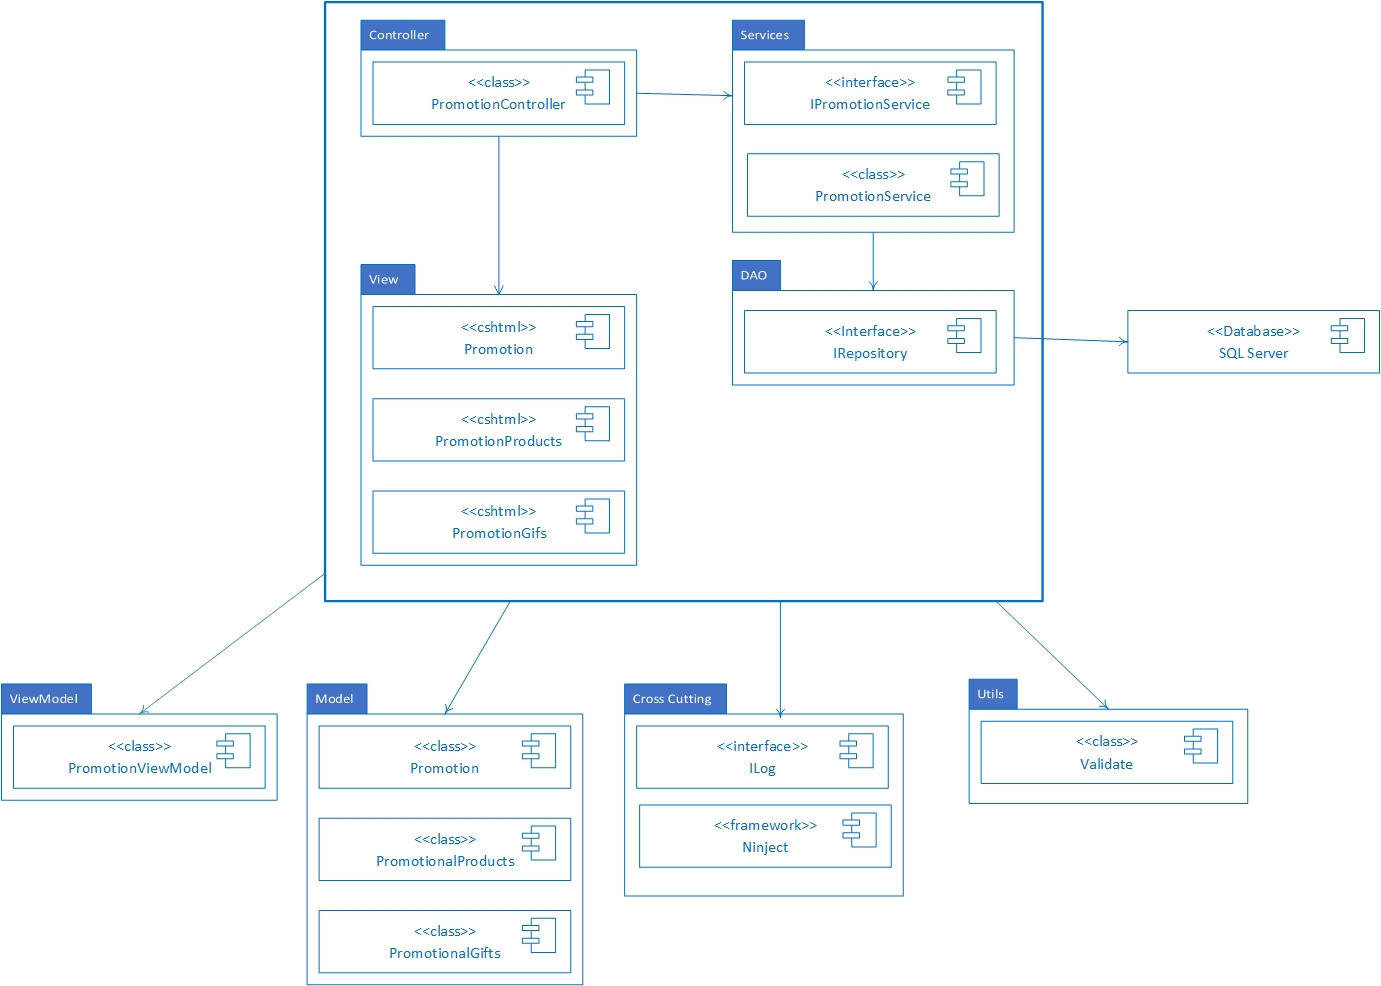 Controller
<<class>>
PromotionController
Services
<<interface>>
IPromotionService
<<class>>
PromotionService
View
<<cshtml>>
Promotion
<<cshtml>>
PromotionProducts
<<cshtml>>
PromotionGifs
DAO
<<Interface>>
IRepository
<<Database>>
SQL Server
ViewModel
<<class>>
PromotionViewModel
Model
<<class>>
Promotion
<<class>>
PromotionalProducts
<<class>>
PromotionalGifts
Cross Cutting
<<interface>>
ILog
<<framework>>
Ninject
Utils
<<class>>
Validate